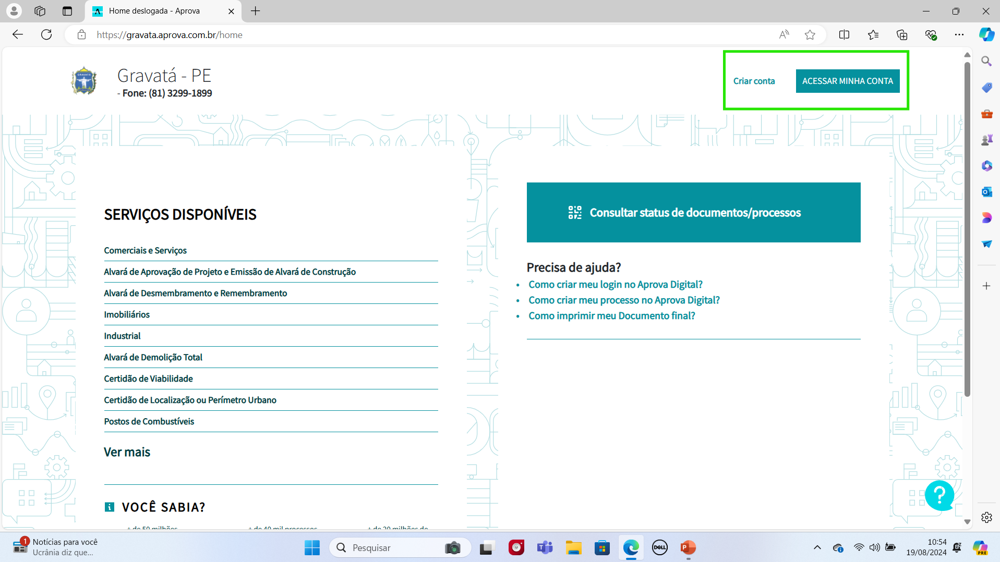 Home deslogada - Aprova
https://gravata.aprova.com.br/home
GRAVATÁ
Gravatá - PE
- Fone: (81) 3299-1899
Criar conta
ACESSAR MINHA CONTA
SERVIÇOS DISPONÍVEIS
Comerciais e Serviços
Alvará de Aprovação de Projeto e Emissão de Alvará de Construção
Alvará de Desmembramento e Remembramento
Imobiliários
Industrial
Alvará de Demolição Total
Certidão de Viabilidade
Certidão de Localização ou Perímetro Urbano
Postos de Combustíveis
Ver mais
VOCÊ SABIA?
+ de 50 milhões
+ de 40 mil processos
+ de 20 milhões de
Consultar status de documentos/processos
Precisa de ajuda?
• Como criar meu login no Aprova Digital?
• Como criar meu processo no Aprova Digital?
• Como imprimir meu Documento final?
?
1
Notícias para você
Ucrânia diz que...
Pesquisar
DELL
10:54
19/08/2024
PRE